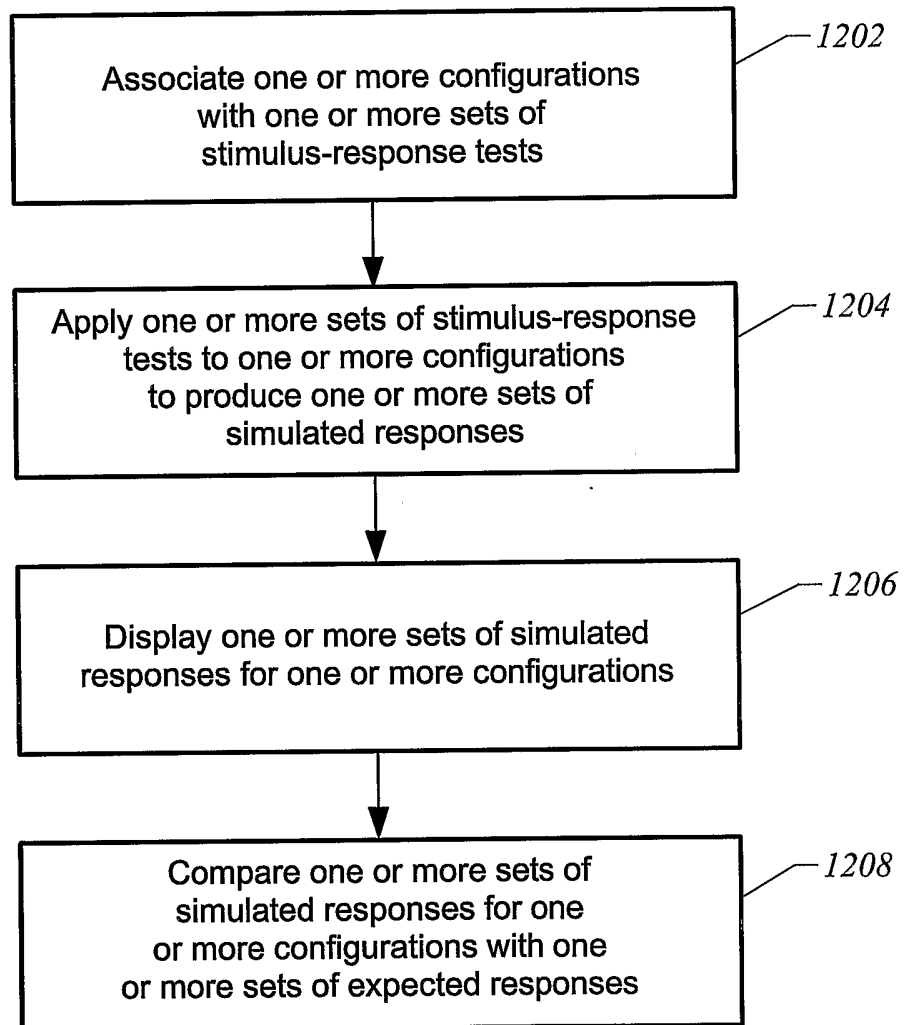 1202
Associate one or more configurations
with one or more sets of
stimulus-response tests
1204
Apply one or more sets of stimulus-response
tests to one or more configurations
to produce one or more sets of
simulated responses
1206
Display one or more sets of simulated
responses for one or more configurations
1208
Compare one or more sets of
simulated responses for one
or more configurations with one
or more sets of expected responses